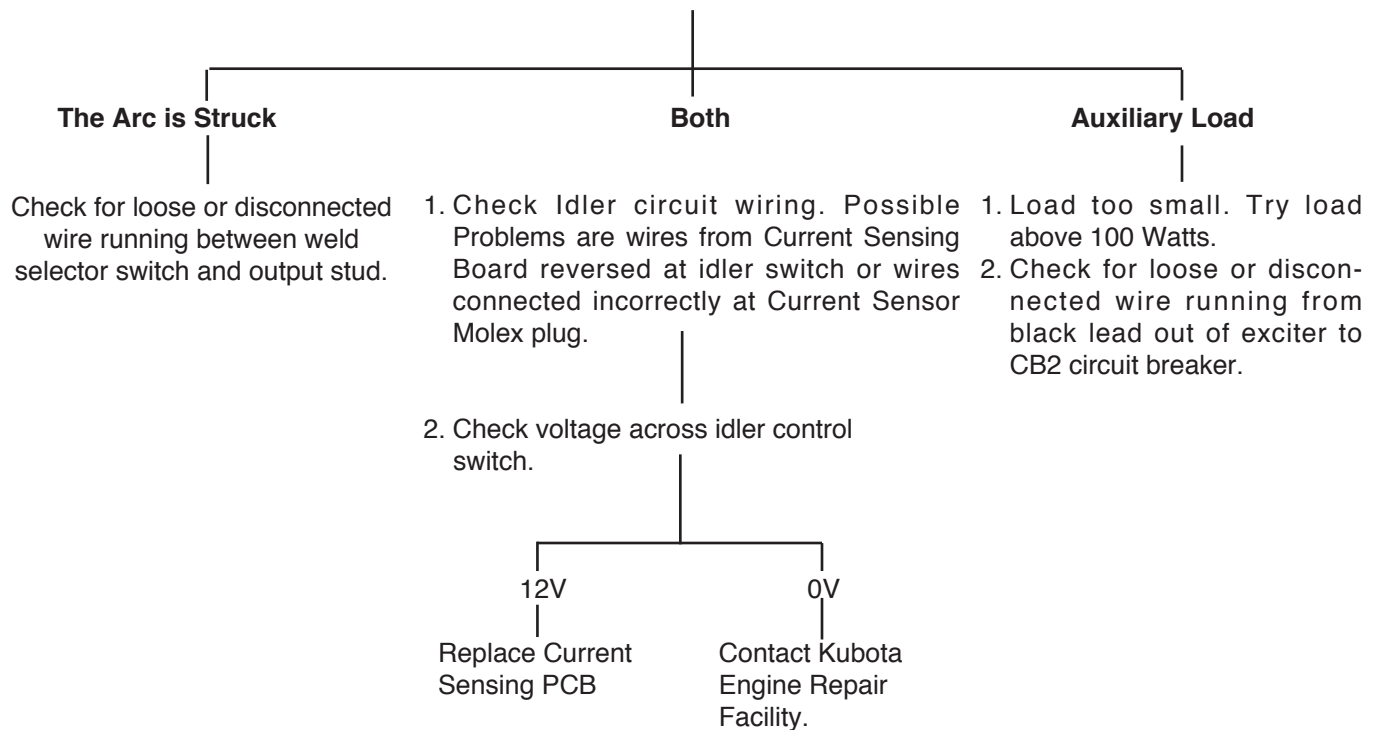 The Arc is Struck
Check for loose or disconnected
wire running between weld
selector switch and output stud.
Both
1. Check Idler circuit wiring. Possible
Problems are wires from Current Sensing
Board reversed at idler switch or wires
connected incorrectly at Current Sensor
Molex plug.
2. Check voltage across idler control
switch.
12V
Replace Current
Sensing PCB
0V
Contact Kubota
Engine Repair
Facility.
Auxiliary Load
1. Load too small. Try load
above 100 Watts.
2. Check for loose or discon-
nected wire running from
black lead out of exciter to
CB2 circuit breaker.